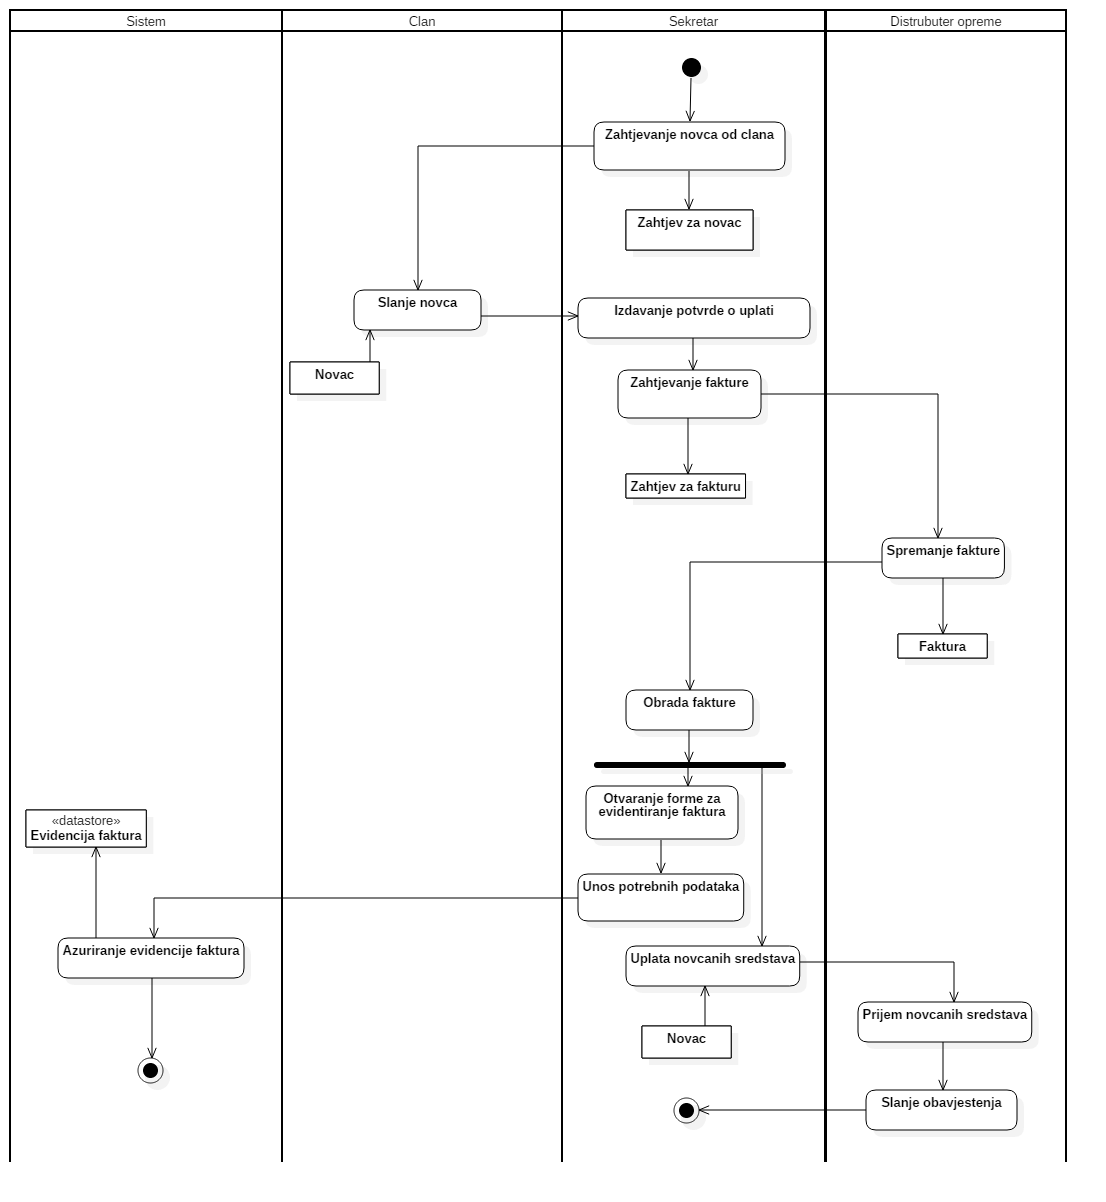 Sistem
Clan
Sekretar
Distrubuter opreme
Zahtjevanje novca od clana
Zahtjev za novac
Slanje novca
Izdavanje potvrde o uplati
Novac
Zahtjevanje fakture
Zahtjev za fakturu
Spremanje fakture
Faktura
Obrada fakture
Otvaranje forme za
evidentiranje faktura
«datastore»
Evidencija faktura
Unos potrebnih podataka
Azuriranje evidencije faktura
Uplata novcanih sredstava
Prijem novcanih sredstava
Novac
Slanje obavjestenja